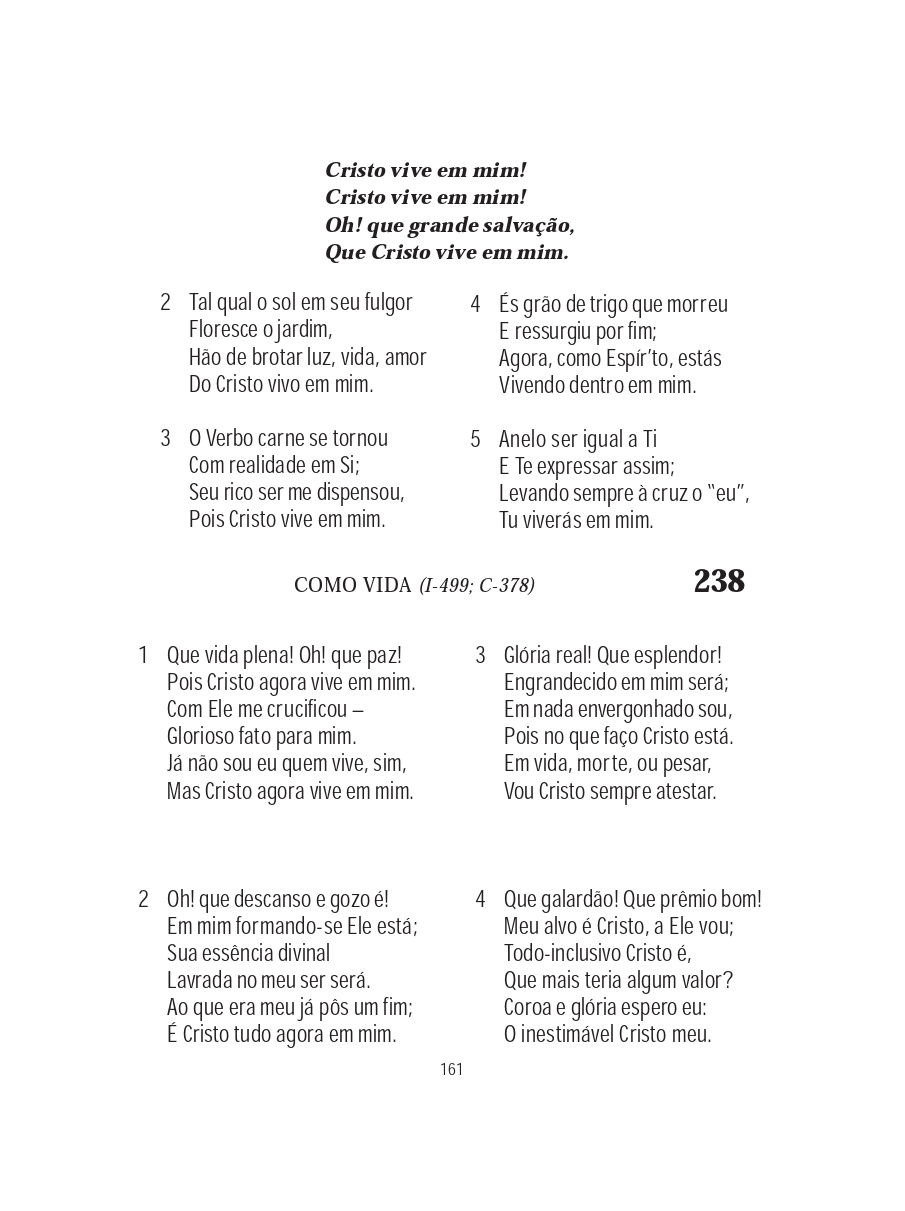 Cristo vive em mim!
Cristo vive em mim!
Oh! que grande salvação,
Que Cristo vive em mim.
2 Tal qual o sol em seu fulgor
Floresce o jardim,
Hão de brotar luz, vida, amor
Do Cristo vivo em mim.
3 O Verbo carne se tornou
Com realidade em Si;
Seu rico ser me dispensou,
Pois Cristo vive em mim.
4 És grão de trigo que morreu
E ressurgiu por fim;
Agora, como Espír’to, estás
Vivendo dentro em mim.
5 Anelo ser igual a Ti
E Te expressar assim;
Levando sempre à cruz o “eu”,
Tu viverás em mim.
COMO VIDA (I-499; C-378) 238
1 Que vida plena! Oh! que paz!
Pois Cristo agora vive em mim.
Com Ele me crucificou –
Glorioso fato para mim.
Já não sou eu quem vive, sim,
Mas Cristo agora vive em mim.
2 Oh! que descanso e gozo é!
Em mim formando-se Ele está;
Sua essência divinal
Lavrada no meu ser será.
Ao que era meu já pôs um fim;
É Cristo tudo agora em mim.
3 Glória real! Que esplendor!
Engrandecido em mim será;
Em nada envergonhado sou,
Pois no que faço Cristo está.
Em vida, morte, ou pesar,
Vou Cristo sempre atestar.
4 Que galardão! Que prêmio bom!
Meu alvo é Cristo, a Ele vou;
Todo-inclusivo Cristo é,
Que mais teria algum valor?
Coroa e glória espero eu:
O inestimável Cristo meu.
161